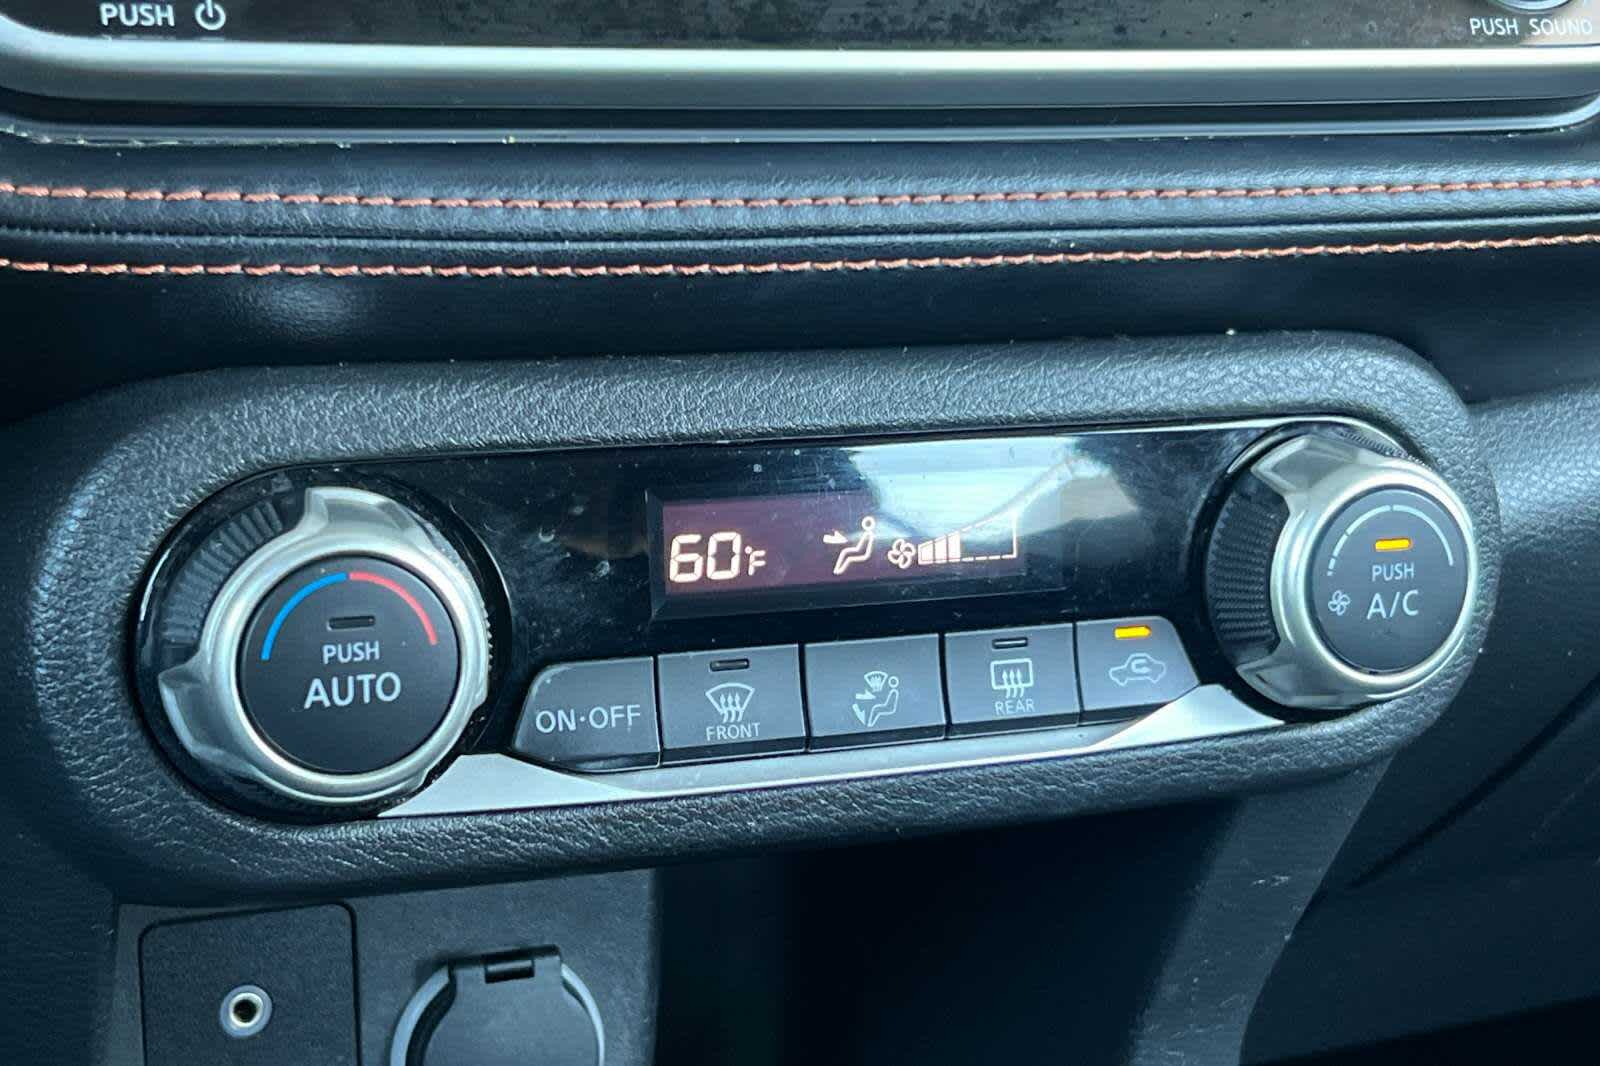 PUSH
PUSH SOUND
60°F
PUSH
AUTO
ON·OFF
FRONT
REAR
PUSH
A/C